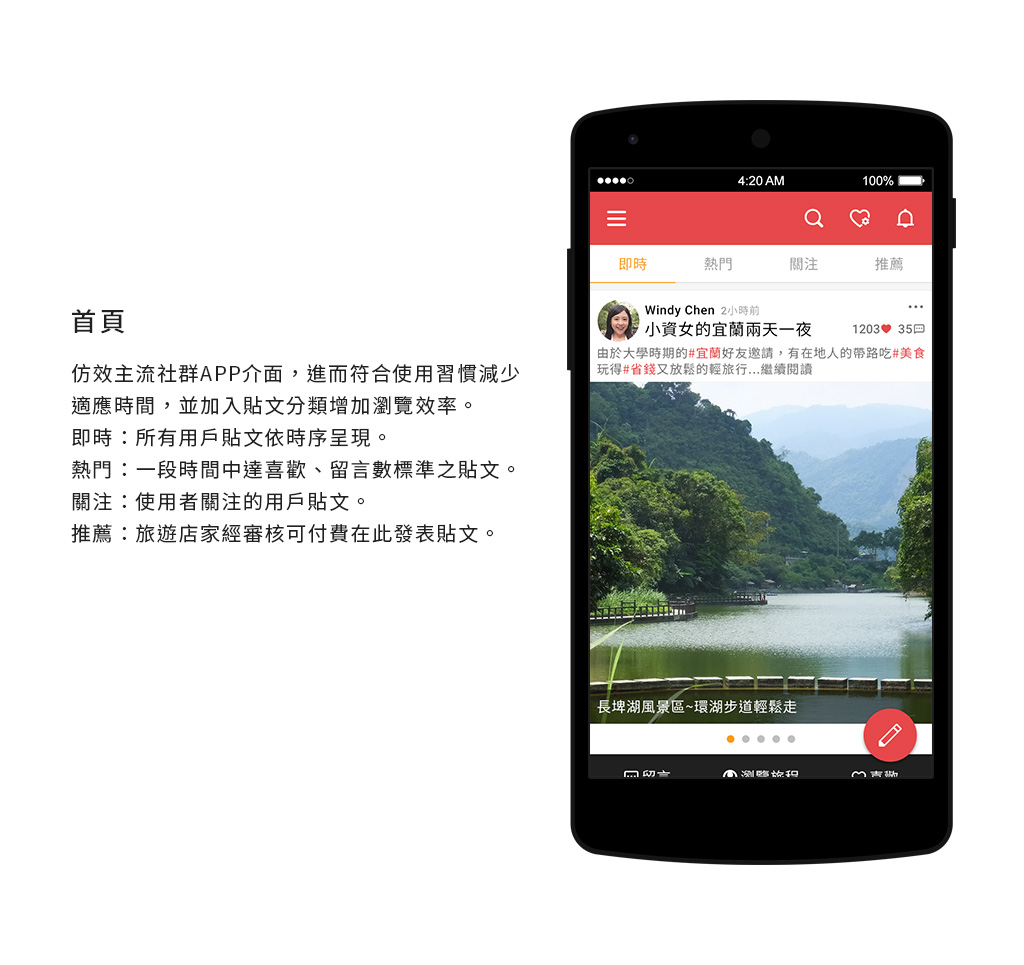 首頁
仿效主流社群APP介面，進而符合使用習慣減少
適應時間，並加入貼文分類增加瀏覽效率。
即時：所有用戶貼文依時序呈現。
熱門：一段時間中達喜歡、留言數標準之貼文。
關注：使用者關注的用戶貼文。
推薦：旅遊店家經審核可付費在此發表貼文。
4:20 AM 100%
即時 熱門 關注 推薦
Windy Chen 2小時前
小資女的宜蘭兩天一夜 1203 35
由於大學時期的#宜蘭好友邀請，有在地人的帶路吃#美食
玩得#省錢又放鬆的輕旅行...繼續閱讀
長埤湖風景區~環湖步道輕鬆走
留言 瀏覽旅程 喜歡